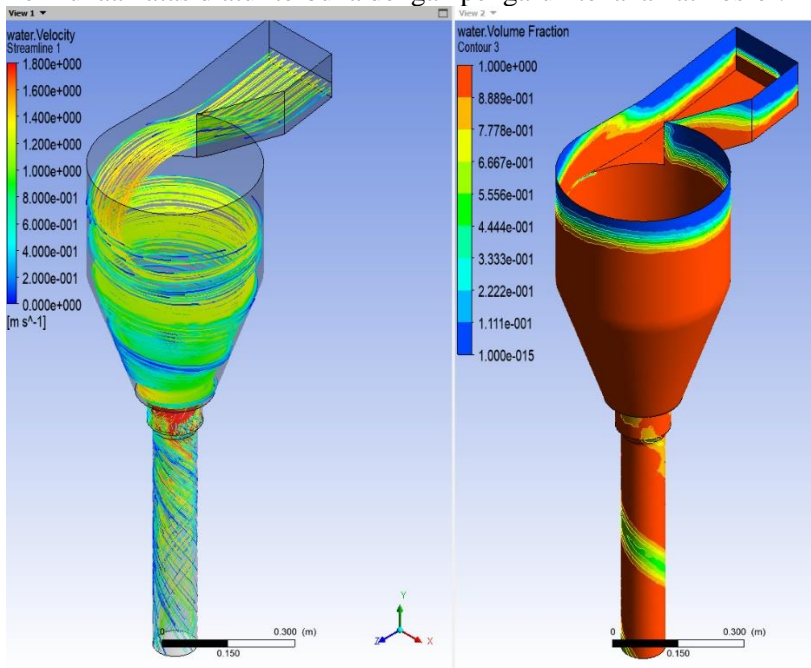 View 1
water.Velocity
Streamline 1
1.800e+000
1.600e+000
1.400e+000
1.200e+000
1.000e+000
8.000e-001
6.000e-001
4.000e-001
2.000e-001
0.000e+000
[m s^-1]
0 0.300 (m)
0.150
Y
Z X
View 2
water.Volume Fraction
Contour 3
1.000e+000
8.889e-001
7.778e-001
6.667e-001
5.556e-001
4.444e-001
3.333e-001
2.222e-001
1.111e-001
1.000e-015
0 0.300 (m)
0.150